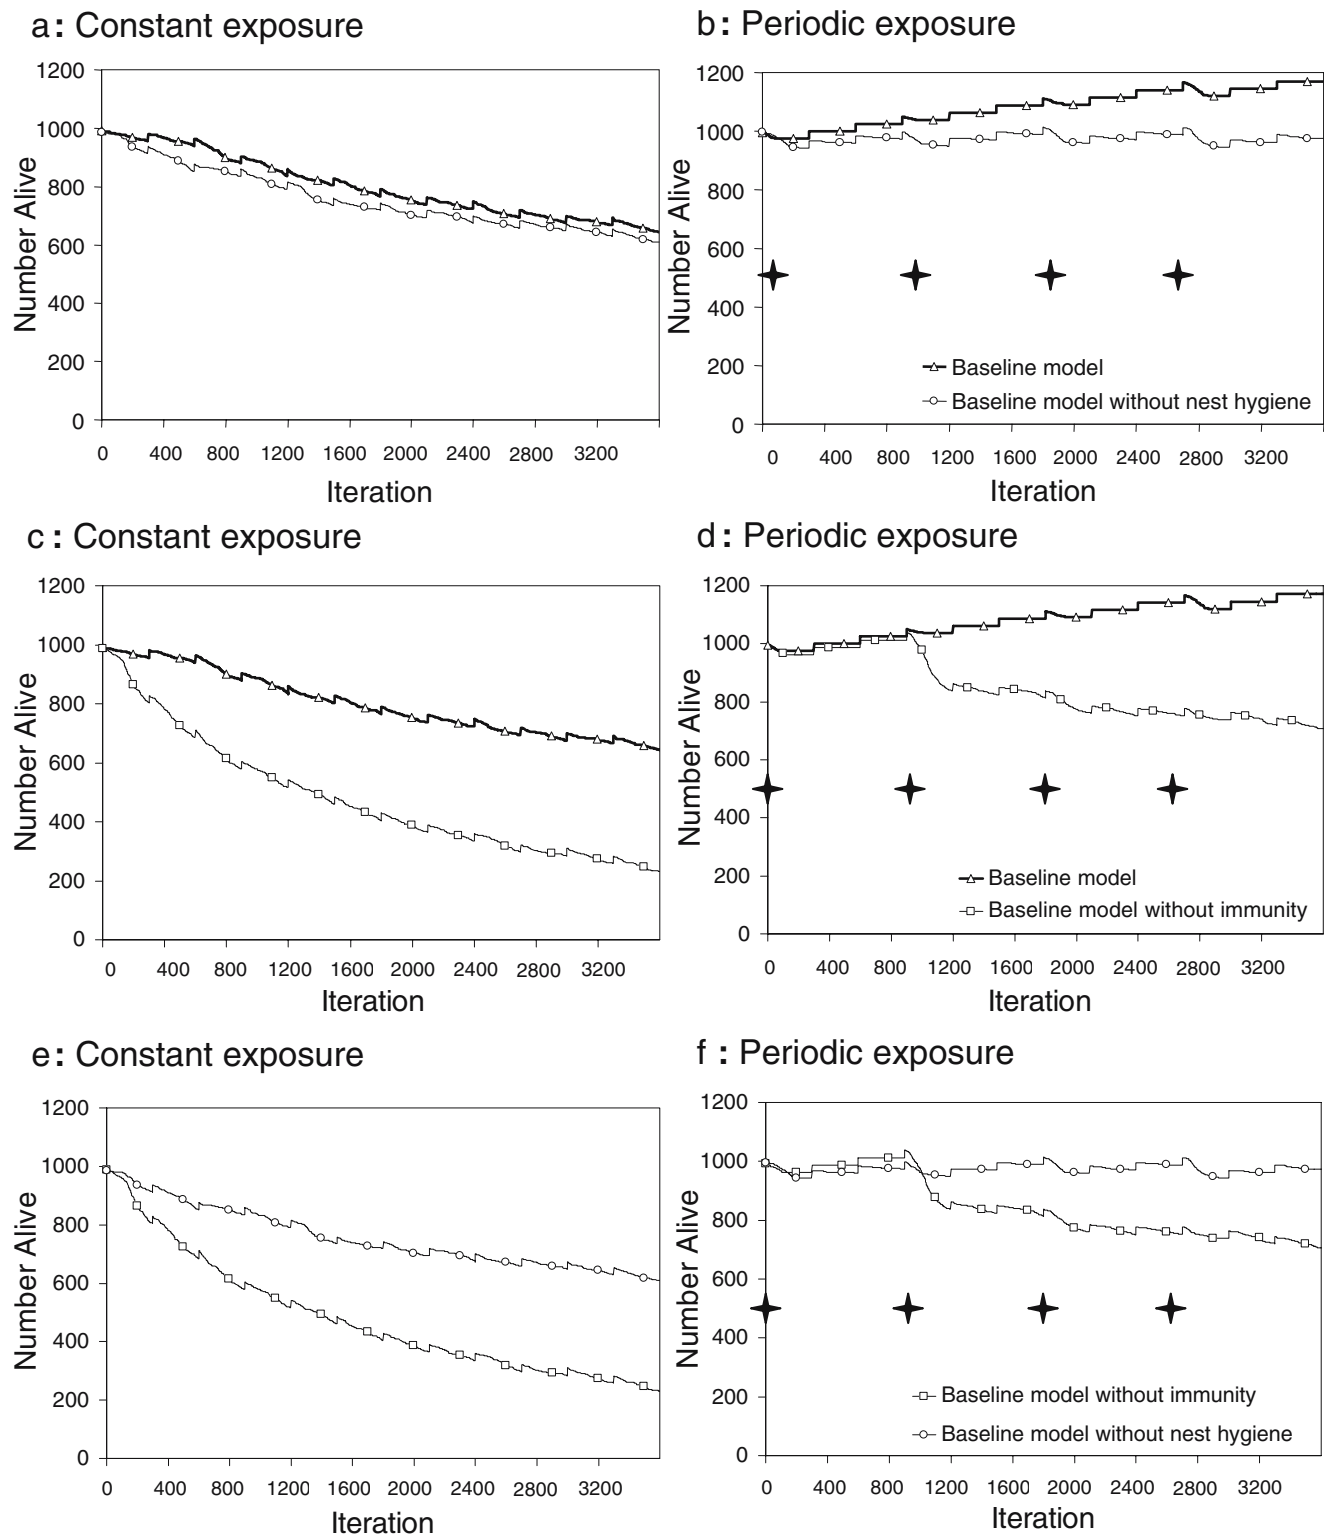 a: Constant exposure
1200
1000
800
600
400
200
0
Number Alive
0 400 800 1200 1600 2000 2400 2800 3200
Iteration
b: Periodic exposure
1200
1000
800
600
400
200
0
Number Alive
Baseline model
Baseline model without nest hygiene
0 400 800 1200 1600 2000 2400 2800 3200
Iteration
c: Constant exposure
1200
1000
800
600
400
200
0
Number Alive
0 400 800 1200 1600 2000 2400 2800 3200
Iteration
d: Periodic exposure
1200
1000
800
600
400
200
0
Number Alive
Baseline model
Baseline model without immunity
0 400 800 1200 1600 2000 2400 2800 3200
Iteration
e: Constant exposure
1200
1000
800
600
400
200
0
Number Alive
0 400 800 1200 1600 2000 2400 2800 3200
Iteration
f: Periodic exposure
1200
1000
800
600
400
200
0
Number Alive
Baseline model without immunity
Baseline model without nest hygiene
0 400 800 1200 1600 2000 2400 2800 3200
Iteration